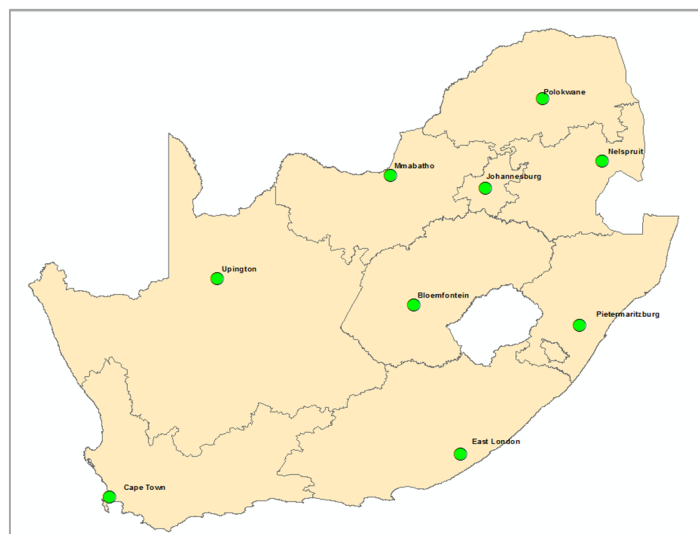 Polokwane
Nelspruit
Mmabatho
Johannesburg
Upington
Bloemfontein
Pietermaritzburg
East London
Cape Town